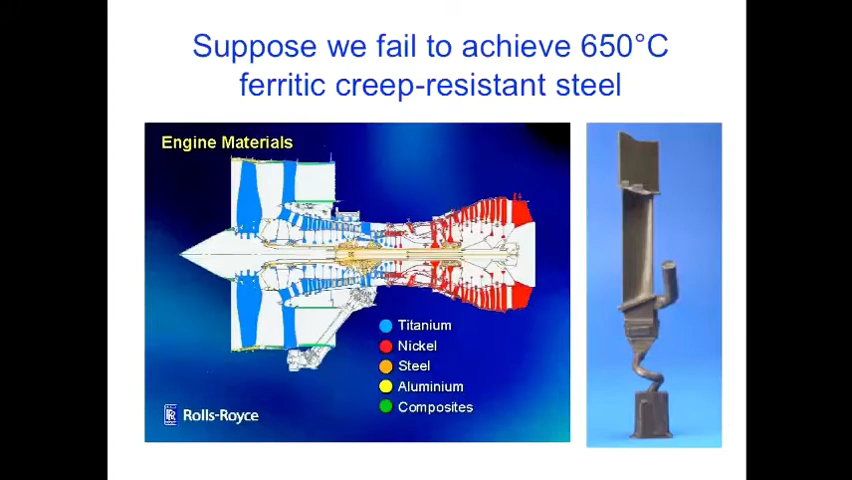 Suppose we fail to achieve 650°C
ferritic creep-resistant steel
Engine Materials
Titanium
Nickel
Steel
Aluminium
Composites
Rolls-Royce